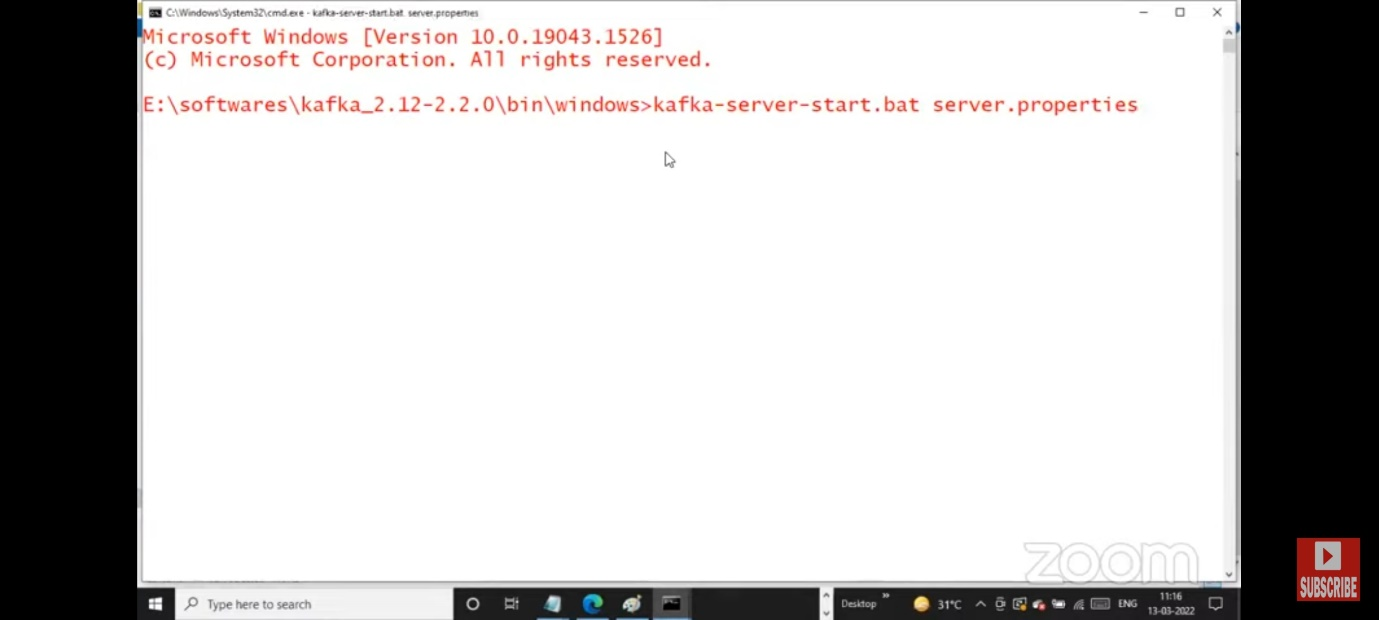 C:\Windows\System32\cmd.exe - kafka-server-start.bat server.properties
Microsoft Windows [Version 10.0.19043.1526]
(c) Microsoft Corporation. All rights reserved.
E:\softwares\kafka_2.12-2.2.0\bin\windows>kafka-server-start.bat server.properties
zoom
SUBSCRIBE
Type here to search
Desktop
31°C
ENG
11:16
13-03-2022